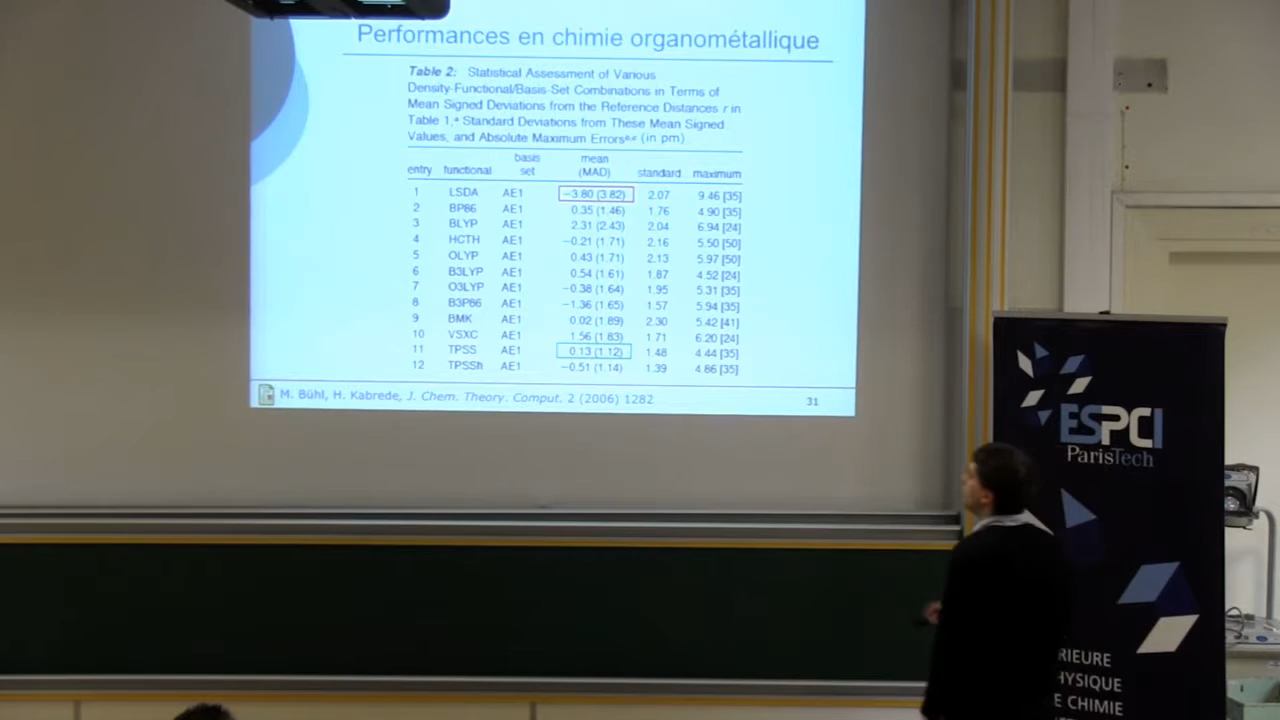 Performances en chimie organométallique
Table 2: Statistical Assessment of Various
Density-Functional/Basis-Set Combinations in Terms of
Mean Signed Deviations from the Reference Distances r in
Table 1,ᵃ Standard Deviations from These Mean Signed
Values, and Absolute Maximum Errorsᵇ,ᶜ (in pm)
basis mean
entry functional set (MAD) standard maximum
1 LSDA AE1 −3.80 (3.82) 2.07 9.46 [35]
2 BP86 AE1 0.35 (1.46) 1.76 4.90 [35]
3 BLYP AE1 2.31 (2.43) 2.04 6.94 [24]
4 HCTH AE1 −0.21 (1.71) 2.16 5.50 [50]
5 OLYP AE1 0.43 (1.71) 2.13 5.97 [50]
6 B3LYP AE1 0.54 (1.61) 1.87 4.52 [24]
7 O3LYP AE1 −0.38 (1.64) 1.95 5.31 [35]
8 B3P86 AE1 −1.36 (1.65) 1.57 5.94 [35]
9 BMK AE1 0.02 (1.89) 2.30 5.42 [41]
10 VSXC AE1 1.56 (1.83) 1.71 6.20 [24]
11 TPSS AE1 0.13 (1.12) 1.48 4.44 [35]
12 TPSSh AE1 −0.51 (1.14) 1.39 4.86 [35]
M. Bühl, H. Kabrede, J. Chem. Theory. Comput. 2 (2006) 1282
31
ESPCI
ParisTech
RIEURE
HYSIQUE
E CHIMIE